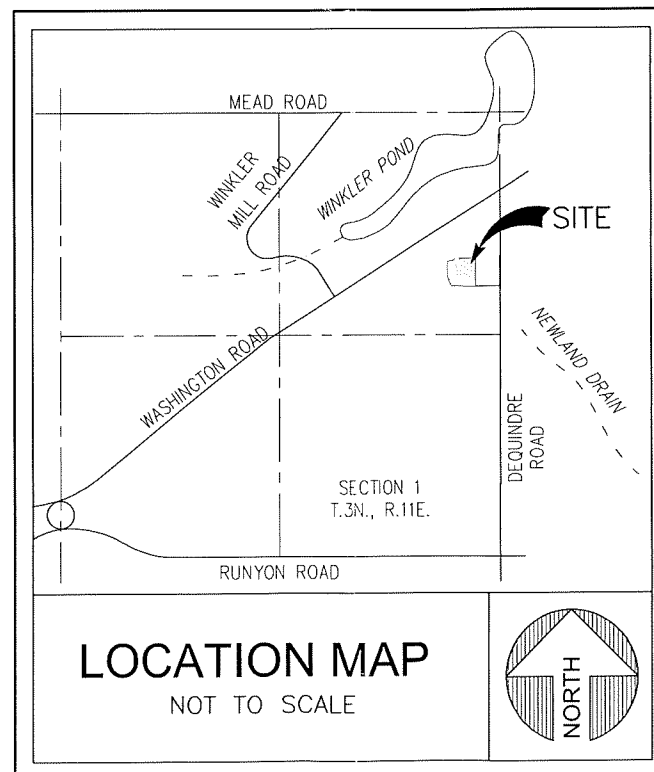 MEAD ROAD
WINKLER
MILL ROAD
WINKLER POND
SITE
WASHINGTON ROAD
NEWLAND DRAIN
DEQUINDRE
ROAD
SECTION 1
T.3N., R.11E.
RUNYON ROAD
LOCATION MAP
NOT TO SCALE
NORTH